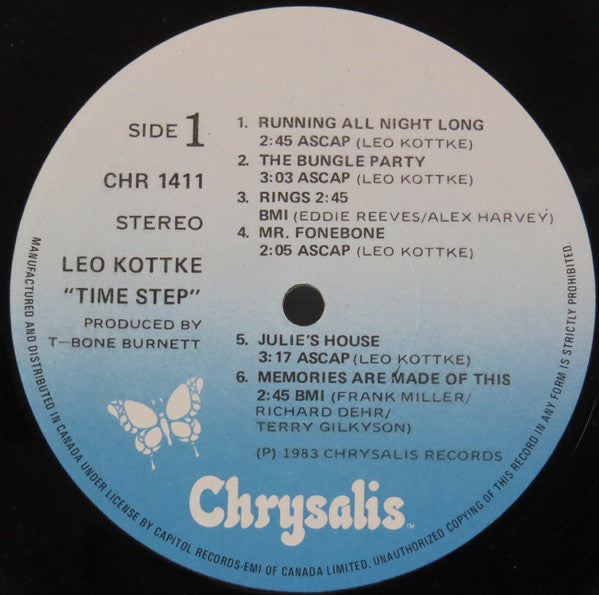 SIDE 1
CHR 1411
STEREO
LEO KOTTKE
"TIME STEP"
PRODUCED BY
T-BONE BURNETT
1. RUNNING ALL NIGHT LONG
2:45 ASCAP (LEO KOTTKE)
2. THE BUNGLE PARTY
3:03 ASCAP (LEO KOTTKE)
3. RINGS 2:45
BMI (EDDIE REEVES/ALEX HARVEY)
4. MR. FONEBONE
2:05 ASCAP (LEO KOTTKE)
5. JULIE'S HOUSE
3:17 ASCAP (LEO KOTTKE)
6. MEMORIES ARE MADE OF THIS
2:45 BMI (FRANK MILLER/
RICHARD DEHR/
TERRY GILKYSON)
(P) 1983 CHRYSALIS RECORDS
Chrysalis TM
MANUFACTURED AND DISTRIBUTED IN CANADA UNDER LICENSE BY CAPITOL RECORDS-EMI OF CANADA LIMITED. UNAUTHORIZED COPYING OF THIS RECORD IN ANY FORM IS STRICTLY PROHIBITED.